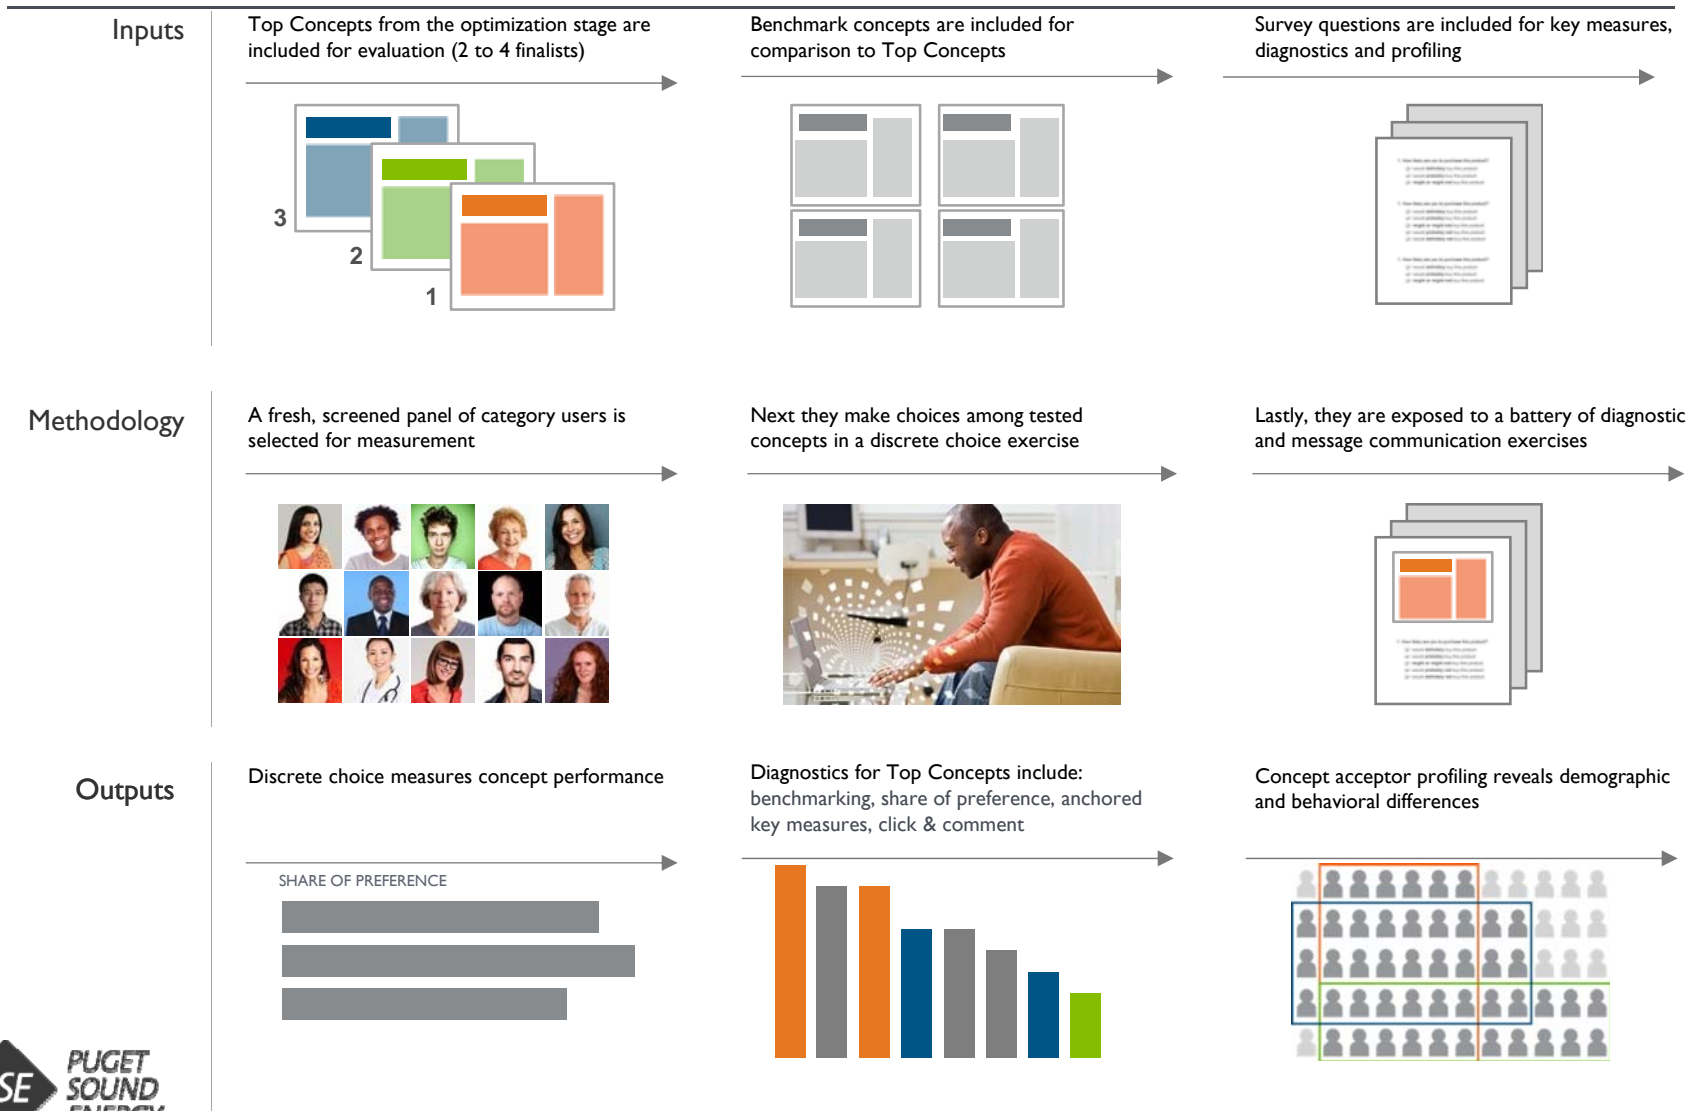 Inputs
Top Concepts from the optimization stage are
included for evaluation (2 to 4 finalists)
Benchmark concepts are included for
comparison to Top Concepts
Survey questions are included for key measures,
diagnostics and profiling
3
2
1
Methodology
A fresh, screened panel of category users is
selected for measurement
Next they make choices among tested
concepts in a discrete choice exercise
Lastly, they are exposed to a battery of diagnostic
and message communication exercises
Outputs
Discrete choice measures concept performance
Diagnostics for Top Concepts include:
benchmarking, share of preference, anchored
key measures, click & comment
Concept acceptor profiling reveals demographic
and behavioral differences
SHARE OF PREFERENCE
SE
PUGET
SOUND
ENERGY